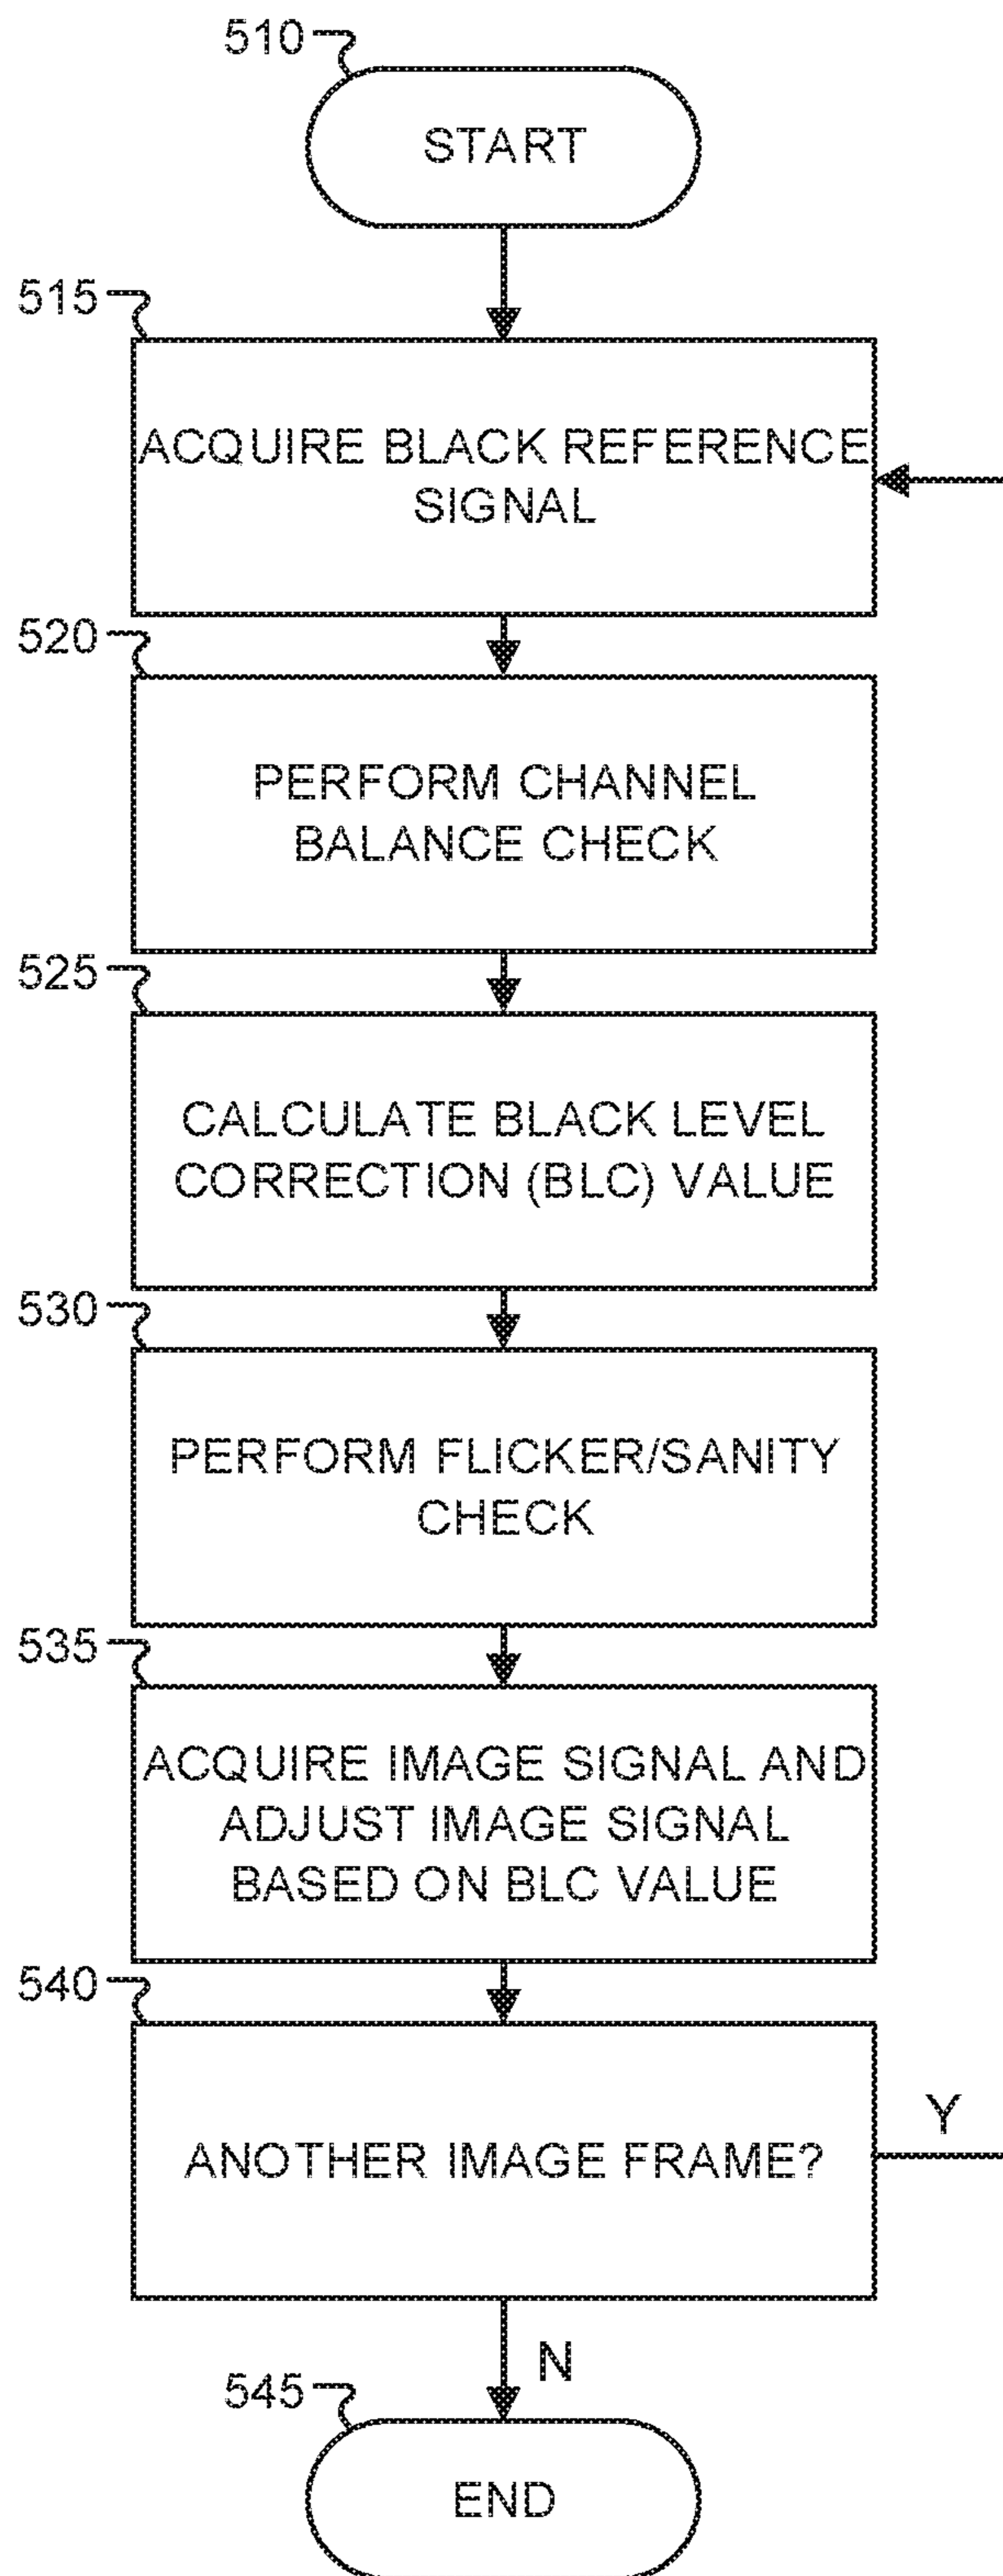 510
START
515
ACQUIRE BLACK REFERENCE
SIGNAL
520
PERFORM CHANNEL
BALANCE CHECK
525
CALCULATE BLACK LEVEL
CORRECTION (BLC) VALUE
530
PERFORM FLICKER/SANITY
CHECK
535
ACQUIRE IMAGE SIGNAL AND
ADJUST IMAGE SIGNAL
BASED ON BLC VALUE
540
ANOTHER IMAGE FRAME?
Y
N
545
END